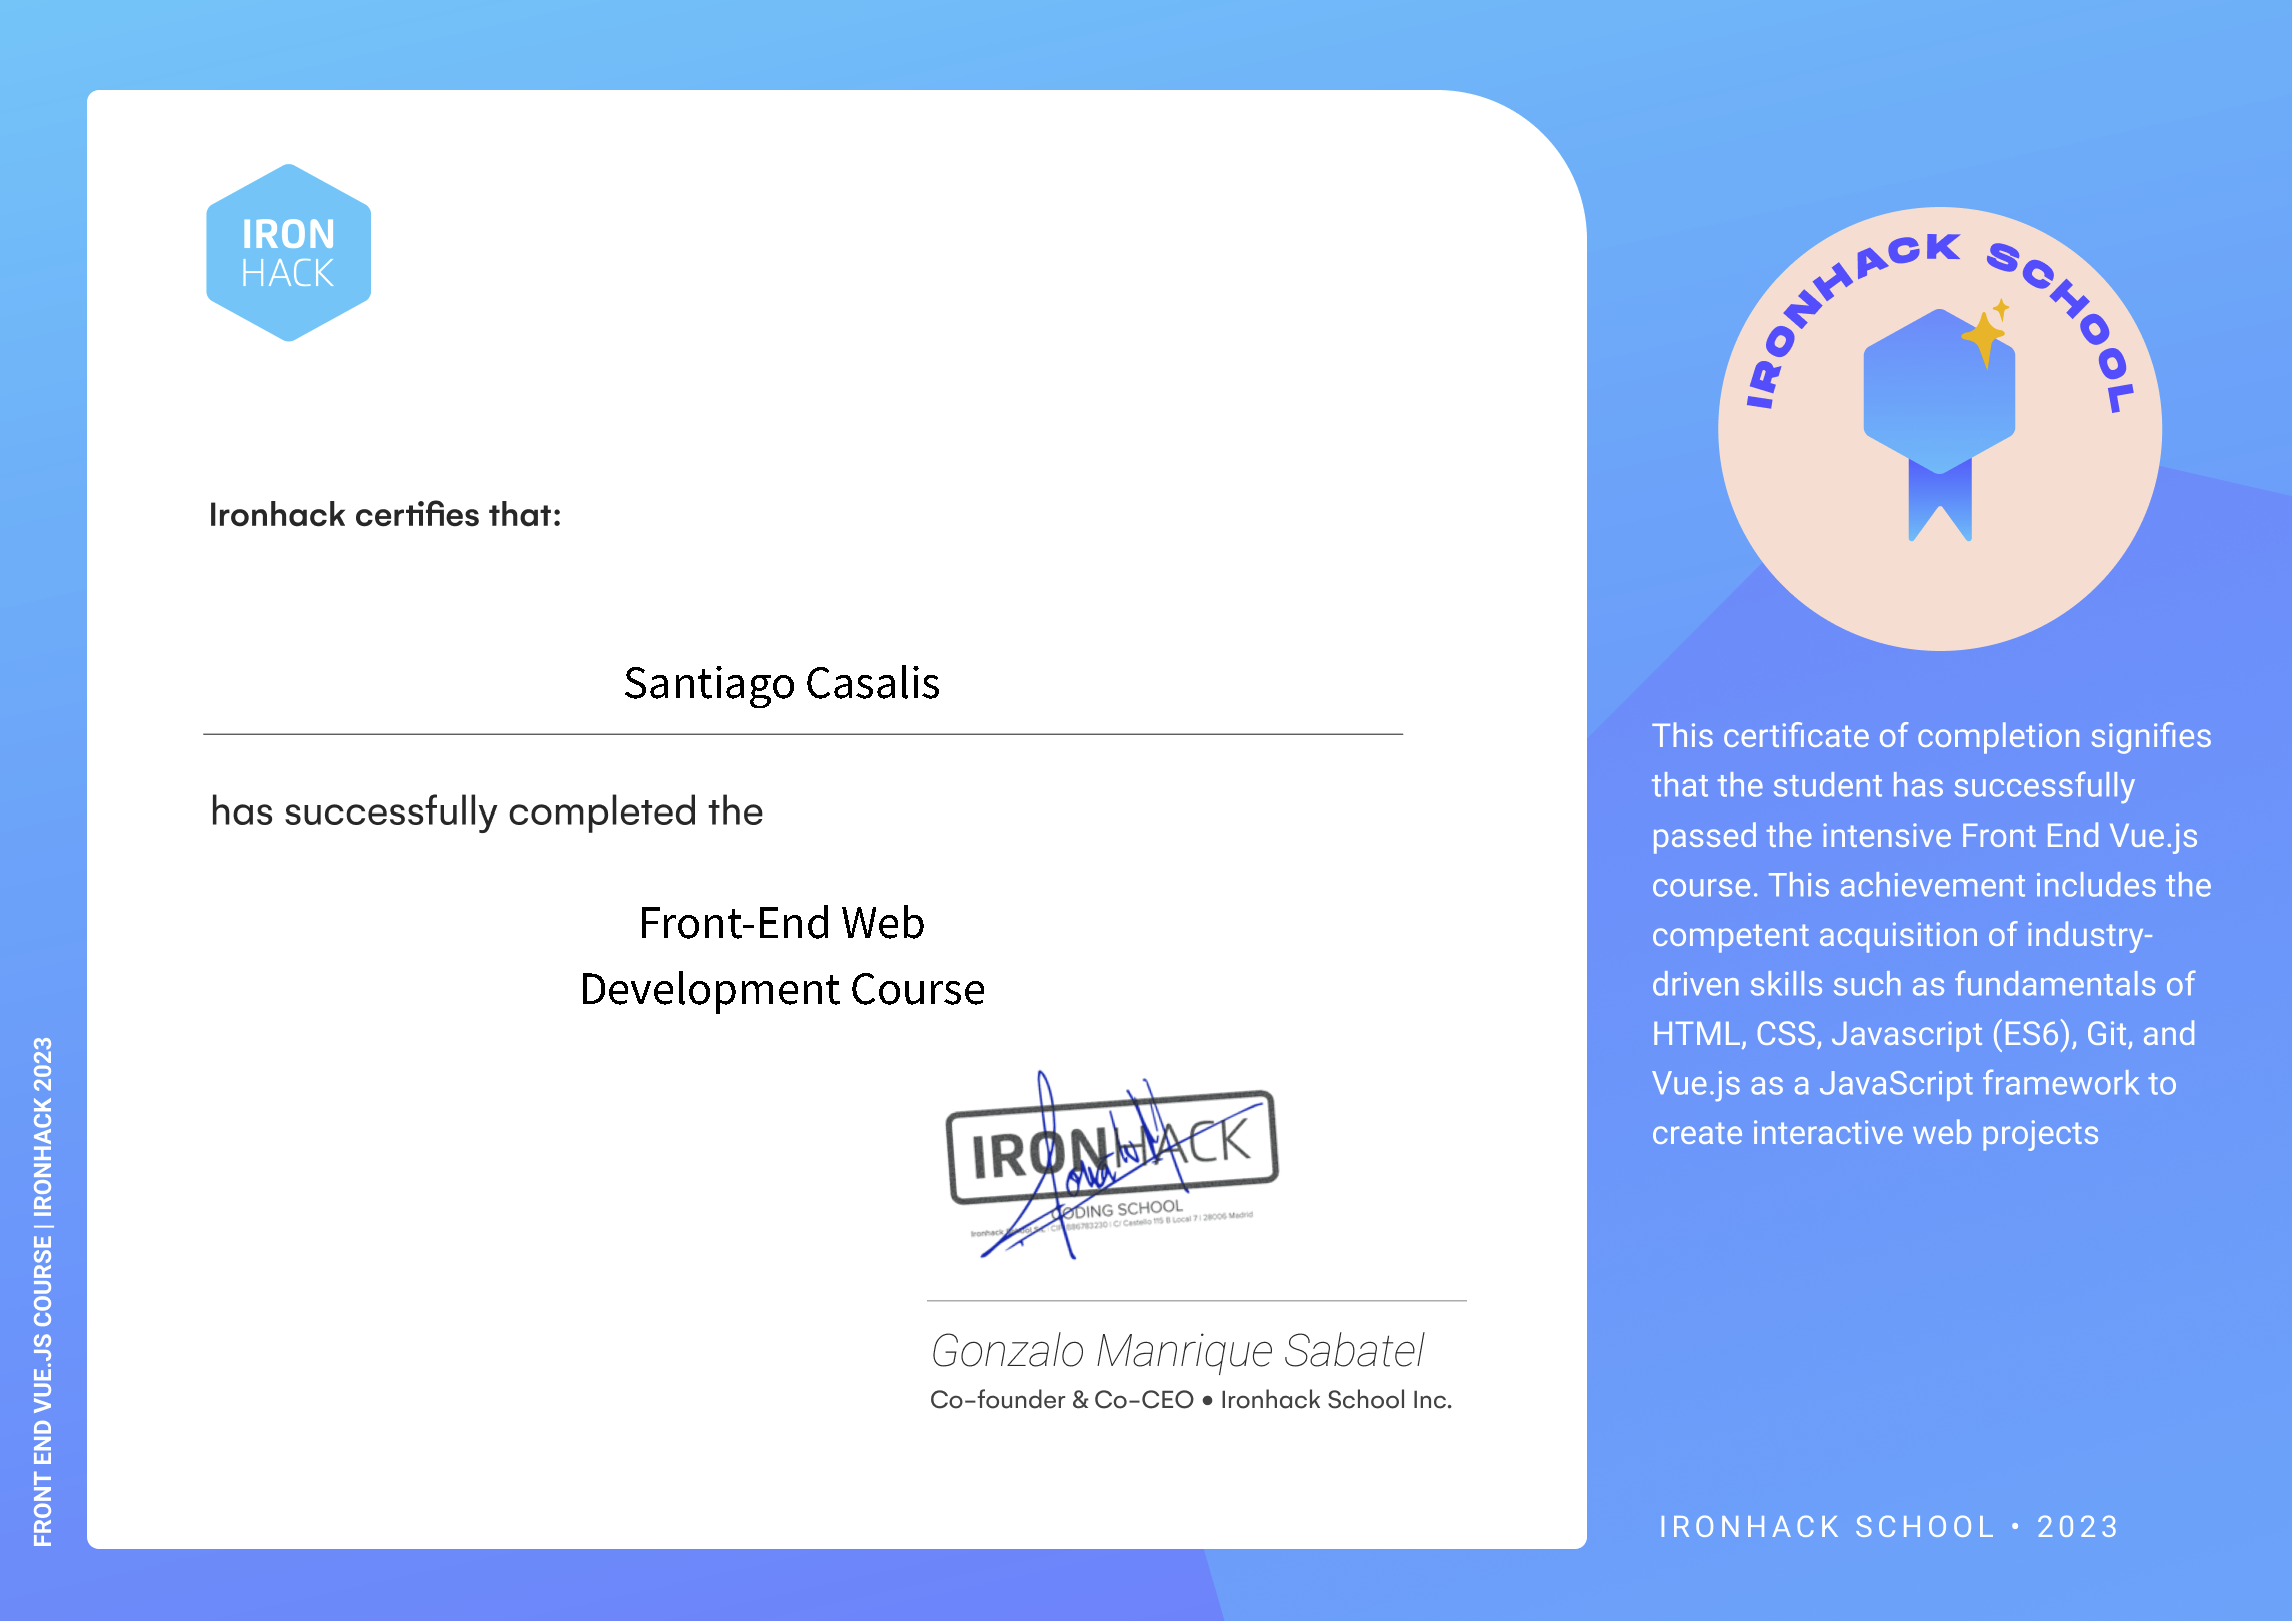 IRON
HACK
Ironhack certifies that:
Santiago Casalis
has successfully completed the
Front-End Web
Development Course
IRONHACK
CODING SCHOOL
Ironhack School S.L. | CIF B86783230 | C/ Castello 115 B Local 7 | 28006 Madrid
Gonzalo Manrique Sabatel
Co-founder & Co-CEO • Ironhack School Inc.
FRONT END VUE.JS COURSE | IRONHACK 2023
IRONHACK SCHOOL
This certificate of completion signifies
that the student has successfully
passed the intensive Front End Vue.js
course. This achievement includes the
competent acquisition of industry-
driven skills such as fundamentals of
HTML, CSS, Javascript (ES6), Git, and
Vue.js as a JavaScript framework to
create interactive web projects
IRONHACK SCHOOL • 2023